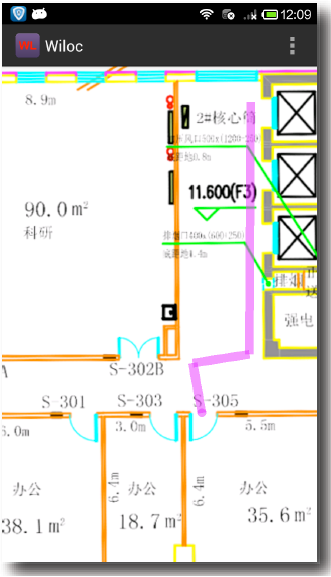 12:09
WL Wiloc
8.9m
2#核心筒
90.0m²
科研
11.600(F3)
强电
S-302B
A
S-301 S-303 S-305
6.0m 3.0m 5.5m
6.4m 6.4m
办公 办公 办公
38.1m² 18.7m² 35.6m²